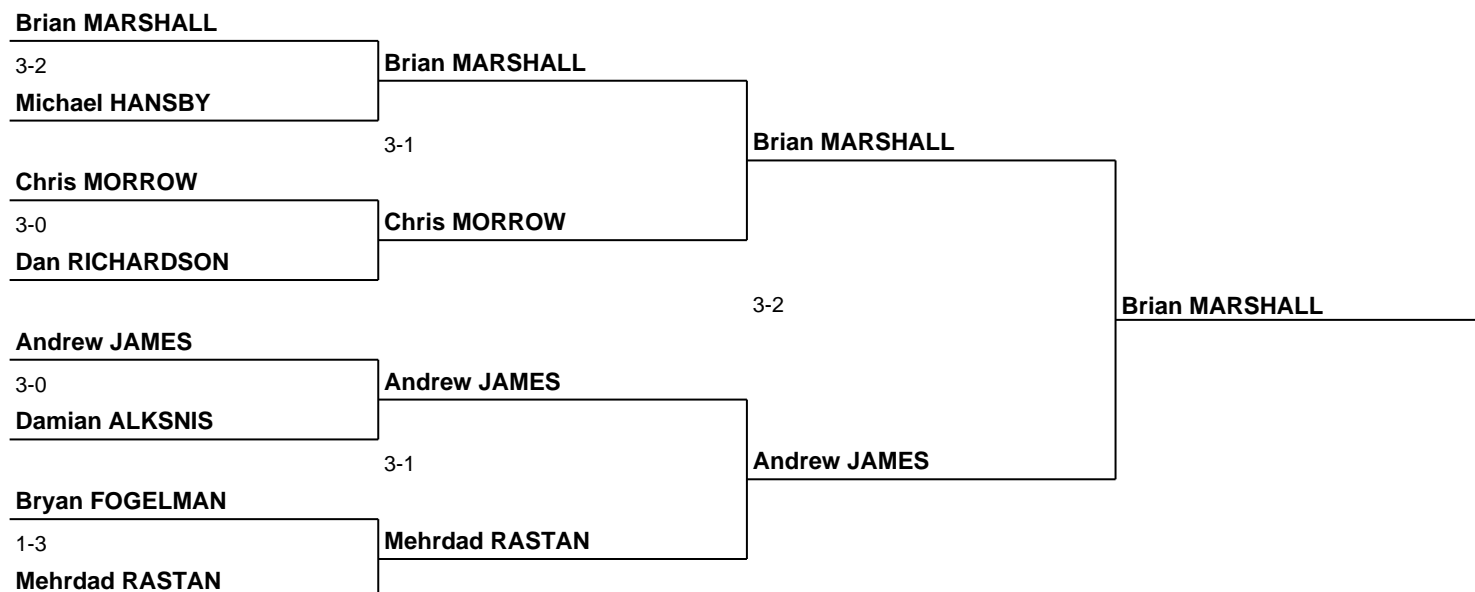 Brian MARSHALL
3-2
Brian MARSHALL
Michael HANSBY
3-1
Brian MARSHALL
Chris MORROW
3-0
Chris MORROW
Dan RICHARDSON
3-2
Brian MARSHALL
Andrew JAMES
3-0
Andrew JAMES
Damian ALKSNIS
3-1
Andrew JAMES
Bryan FOGELMAN
1-3
Mehrdad RASTAN
Mehrdad RASTAN